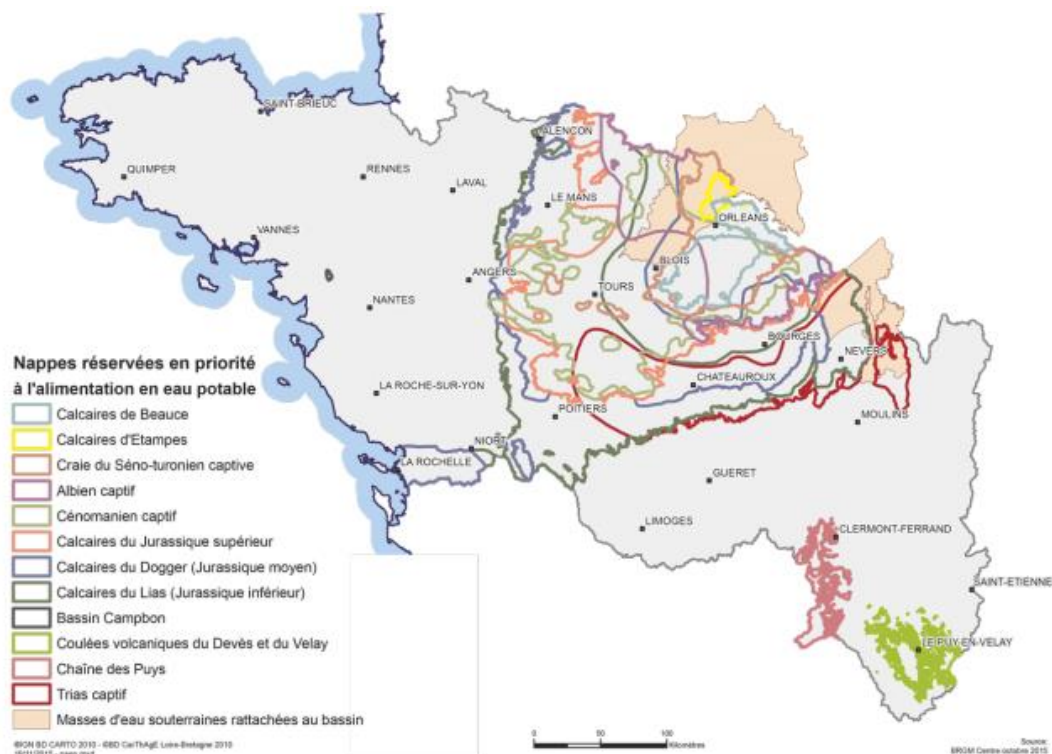 SAINT-BRIEUC
ALENCON
QUIMPER
RENNES
LAVAL
LE MANS
ORLEANS
VANNES
BLOIS
ANGERS
TOURS
NANTES
BOURGES
NEVERS
CHATEAUROUX
LA ROCHE-SUR-YON
POITIERS
MOULINS
NIORT
LA ROCHELLE
GUERET
LIMOGES
CLERMONT-FERRAND
SAINT-ETIENNE
LE PUY-EN-VELAY
Nappes réservées en priorité
à l'alimentation en eau potable
Calcaires de Beauce
Calcaires d'Etampes
Craie du Séno-turonien captive
Albien captif
Cénomanien captif
Calcaires du Jurassique supérieur
Calcaires du Dogger (Jurassique moyen)
Calcaires du Lias (Jurassique inférieur)
Bassin Campbon
Coulées volcaniques du Devès et du Velay
Chaîne des Puys
Trias captif
Masses d'eau souterraines rattachées au bassin
0 50 100
Kilomètres
Source:
BRGM Centre octobre 2015